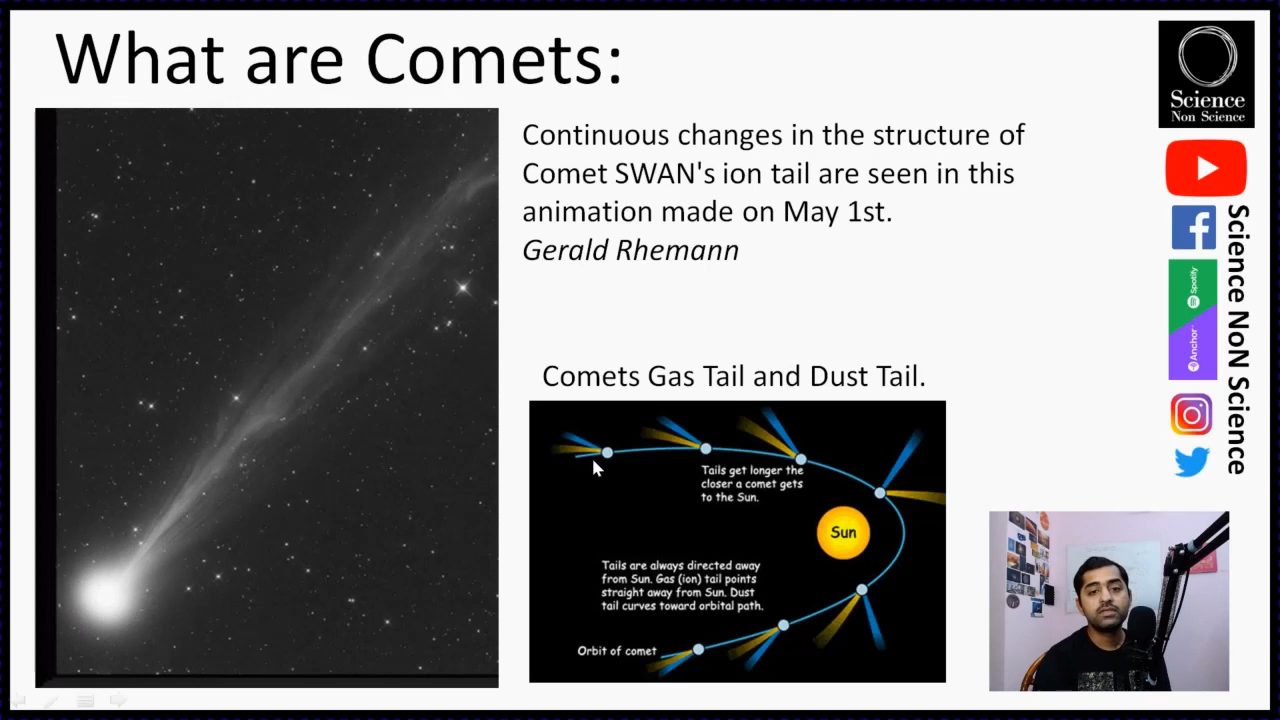 What are Comets:
Science
Non Science
Continuous changes in the structure of
Comet SWAN's ion tail are seen in this
animation made on May 1st.
Gerald Rhemann
Comets Gas Tail and Dust Tail.
Tails get longer the
closer a comet gets
to the Sun.
Sun
Tails are always directed away
from Sun. Gas (ion) tail points
straight away from Sun. Dust
tail curves toward orbital path.
Orbit of comet
Spotify
Anchor
Science NoN Science